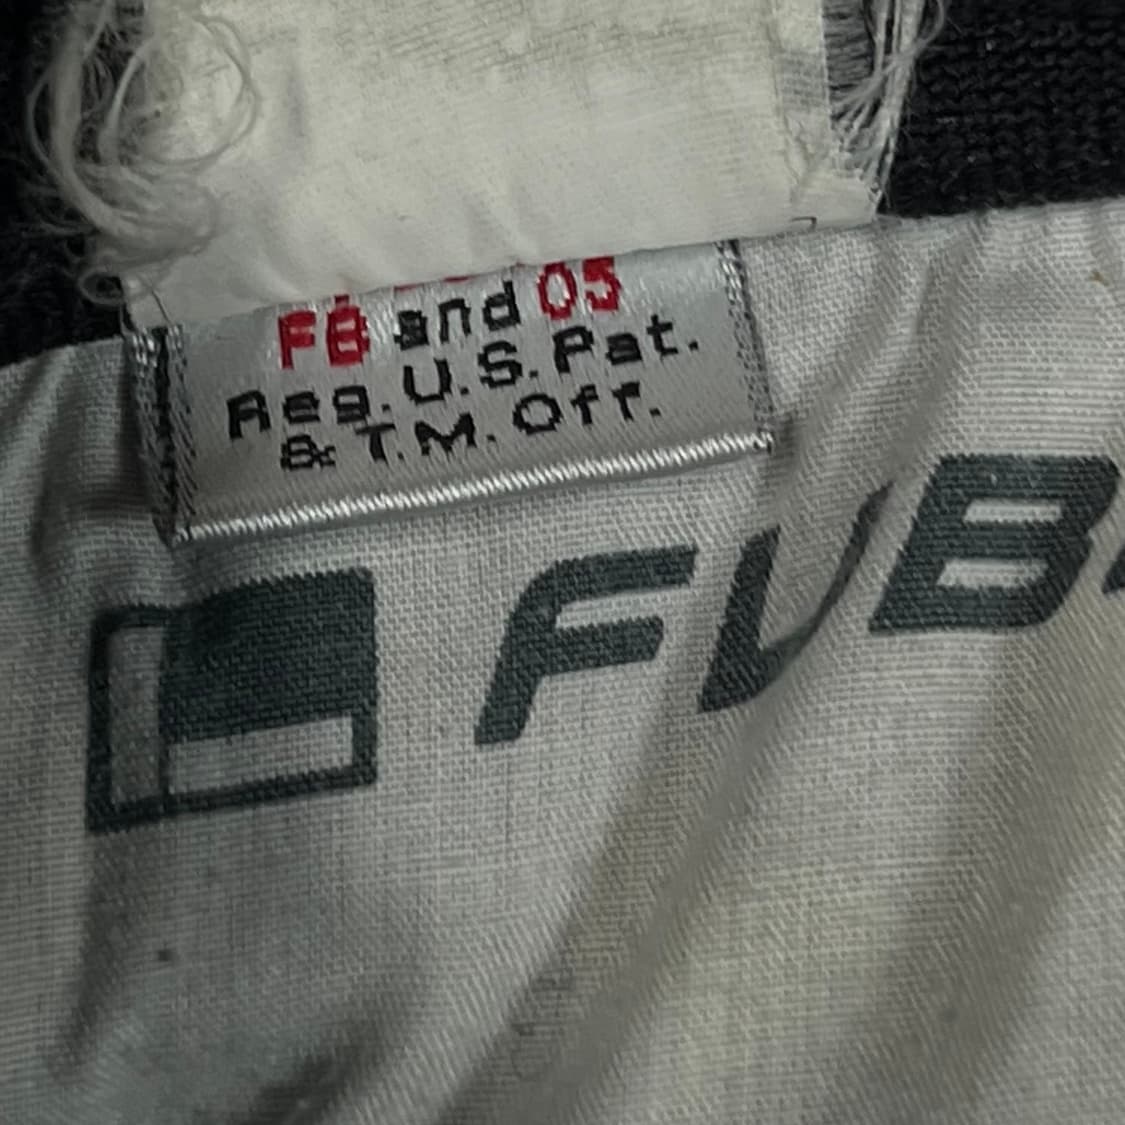 FB and 05
Reg. U.S. Pat.
& T.M. Off.
FUB